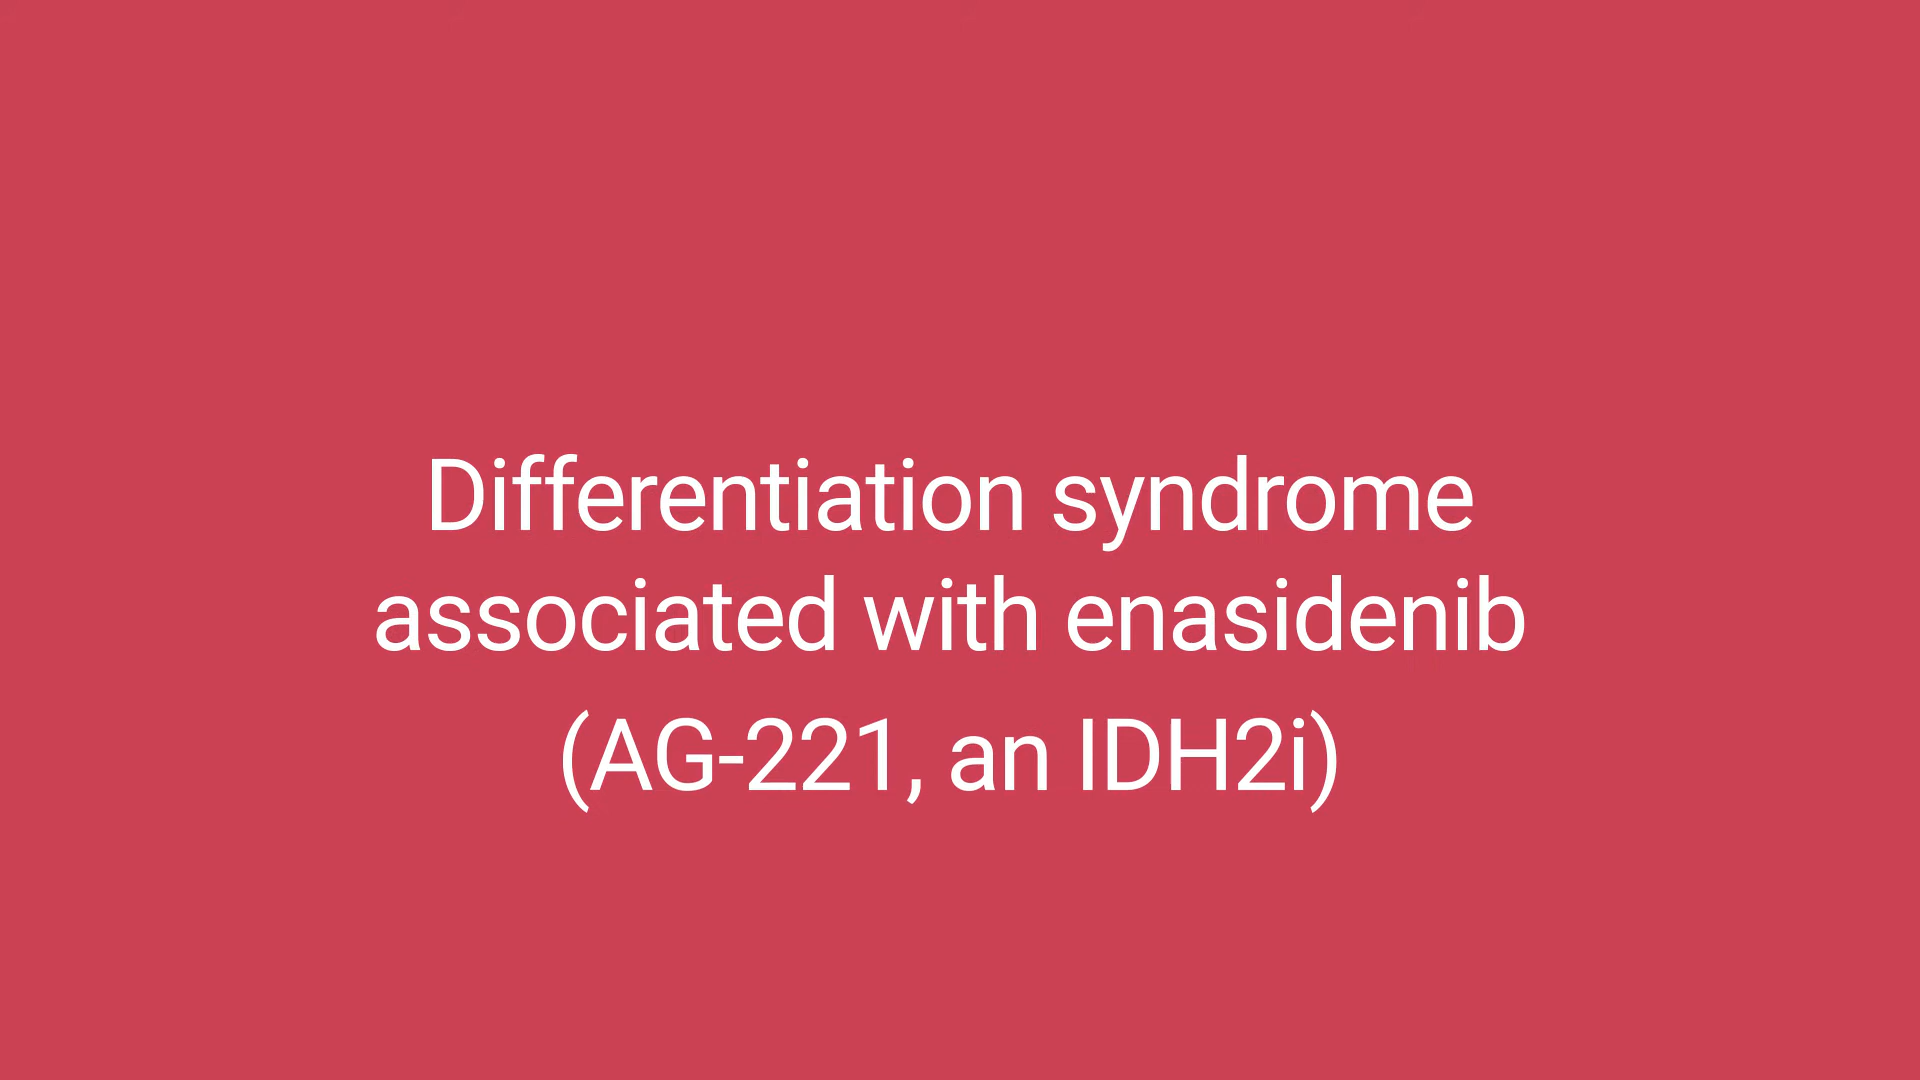 Differentiation syndrome
associated with enasidenib
(AG-221, an IDH2i)